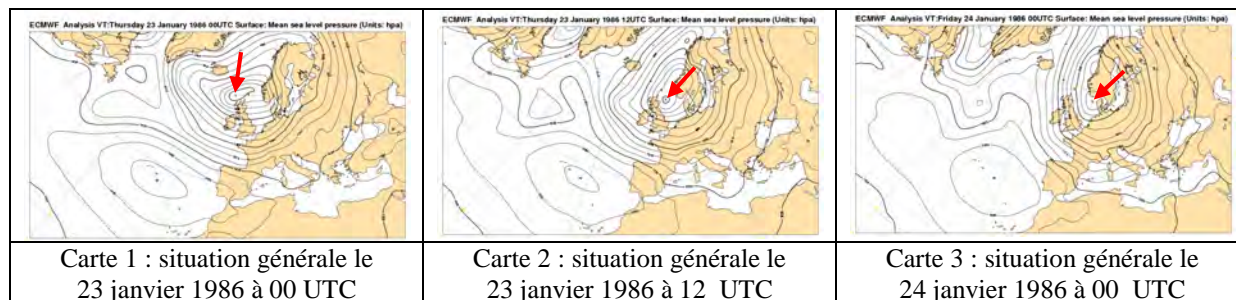 ECMWF Analysis VT:Thursday 23 January 1986 00UTC Surface: Mean sea level pressure (Units: hpa)
ECMWF Analysis VT:Thursday 23 January 1986 12UTC Surface: Mean sea level pressure (Units: hpa)
ECMWF Analysis VT:Friday 24 January 1986 00UTC Surface: Mean sea level pressure (Units: hpa)
Carte 1 : situation générale le
23 janvier 1986 à 00 UTC
Carte 2 : situation générale le
23 janvier 1986 à 12 UTC
Carte 3 : situation générale le
24 janvier 1986 à 00 UTC